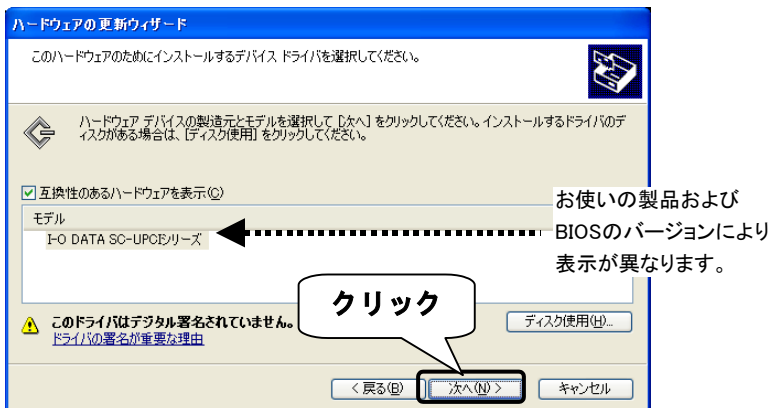 ハードウェアの更新ウィザード
このハードウェアのためにインストールするデバイス ドライバを選択してください。
ハードウェア デバイスの製造元とモデルを選択して [次へ] をクリックしてください。インストールするドライバのデ
ィスクがある場合は、[ディスク使用] をクリックしてください。
互換性のあるハードウェアを表示(C)
モデル
I-O DATA SC-UPCIシリーズ
お使いの製品および
BIOSのバージョンにより
表示が異なります。
クリック
このドライバはデジタル署名されていません。
ドライバの署名が重要な理由
ディスク使用(H)...
< 戻る(B)
次へ(N) >
キャンセル